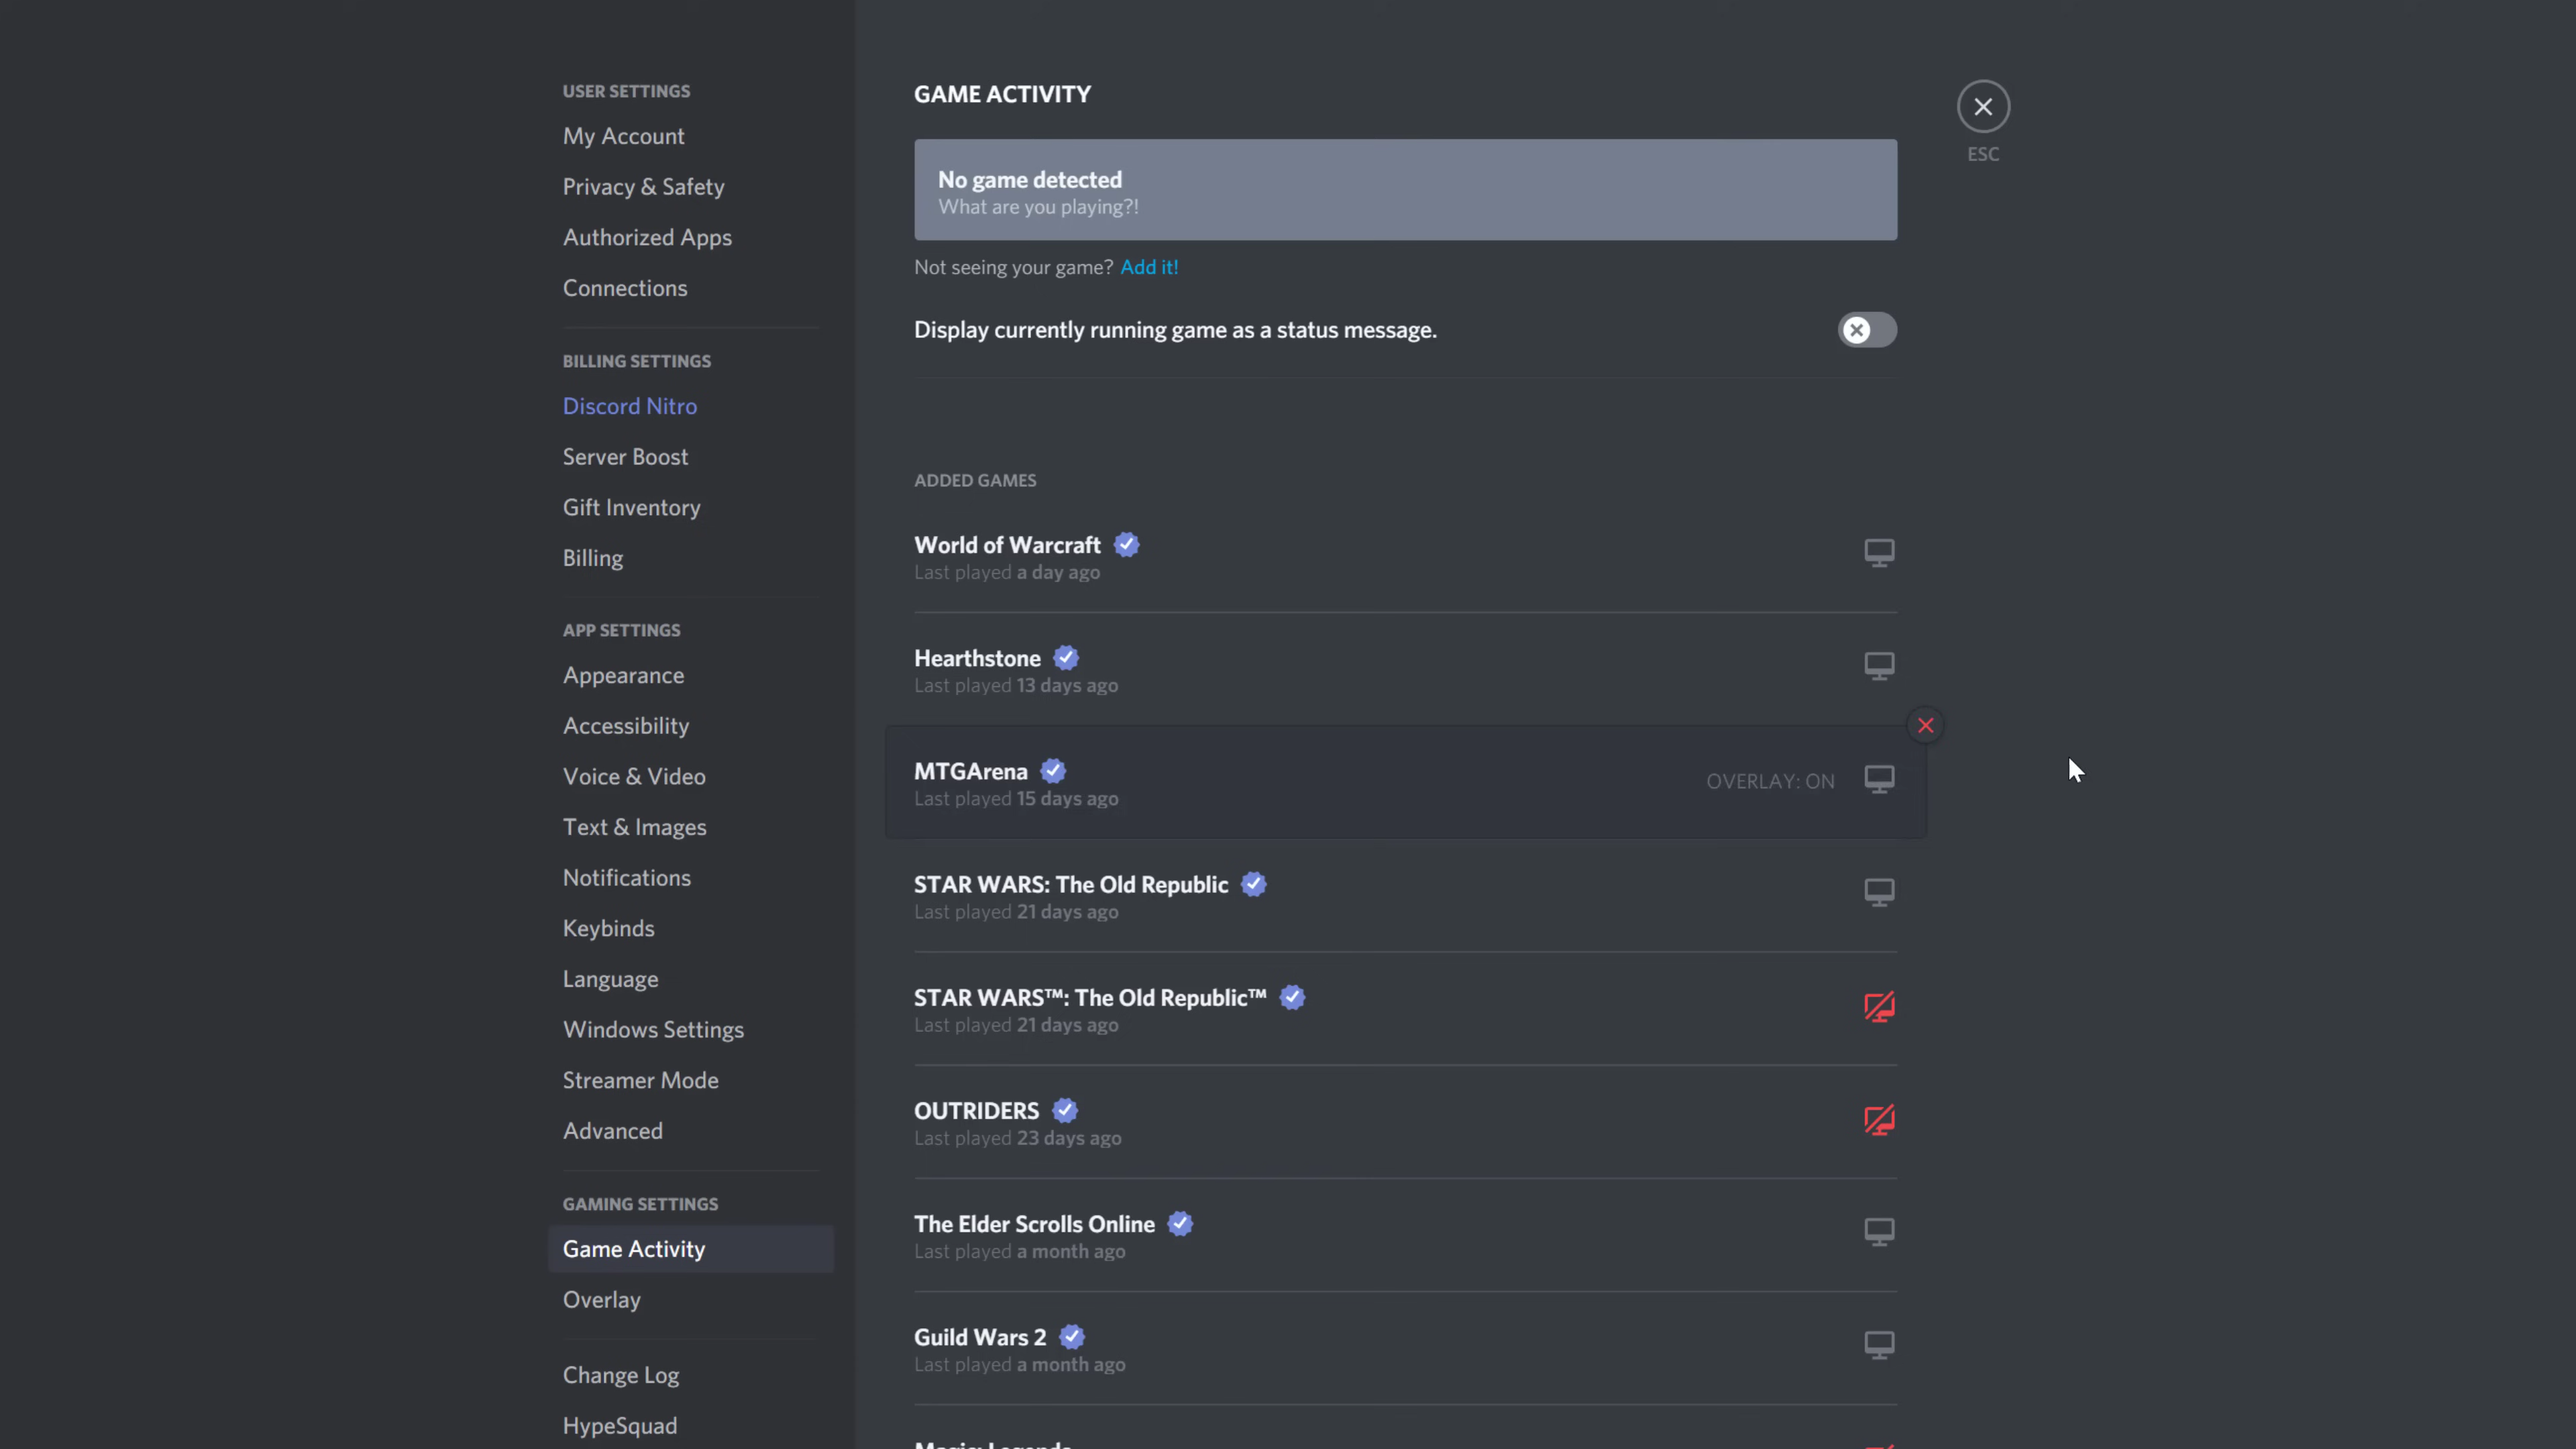 USER SETTINGS
My Account
Privacy & Safety
Authorized Apps
Connections
BILLING SETTINGS
Discord Nitro
Server Boost
Gift Inventory
Billing
APP SETTINGS
Appearance
Accessibility
Voice & Video
Text & Images
Notifications
Keybinds
Language
Windows Settings
Streamer Mode
Advanced
GAMING SETTINGS
Game Activity
Overlay
Change Log
HypeSquad
GAME ACTIVITY
No game detected
What are you playing?!
Not seeing your game? Add it!
Display currently running game as a status message.
ADDED GAMES
World of Warcraft
Last played a day ago
Hearthstone
Last played 13 days ago
MTGArena
Last played 15 days ago
OVERLAY: ON
STAR WARS: The Old Republic
Last played 21 days ago
STAR WARS™: The Old Republic™
Last played 21 days ago
OUTRIDERS
Last played 23 days ago
The Elder Scrolls Online
Last played a month ago
Guild Wars 2
Last played a month ago
Magic: Legends
ESC